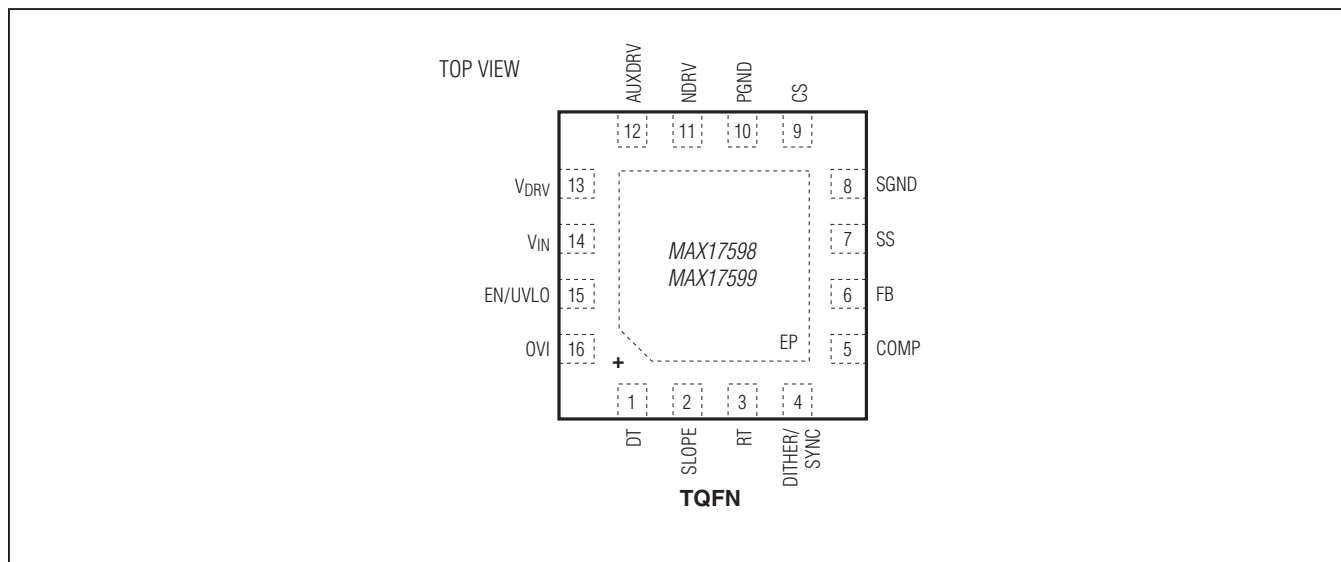 TOP VIEW
AUXDRV
NDRV
PGND
CS
12
11
10
9
VDRV 13
8 SGND
VIN 14
7 SS
MAX17598
MAX17599
EN/UVLO 15
6 FB
OVI 16
EP
5 COMP
+
1
2
3
4
DT
SLOPE
RT
DITHER/
SYNC
TQFN